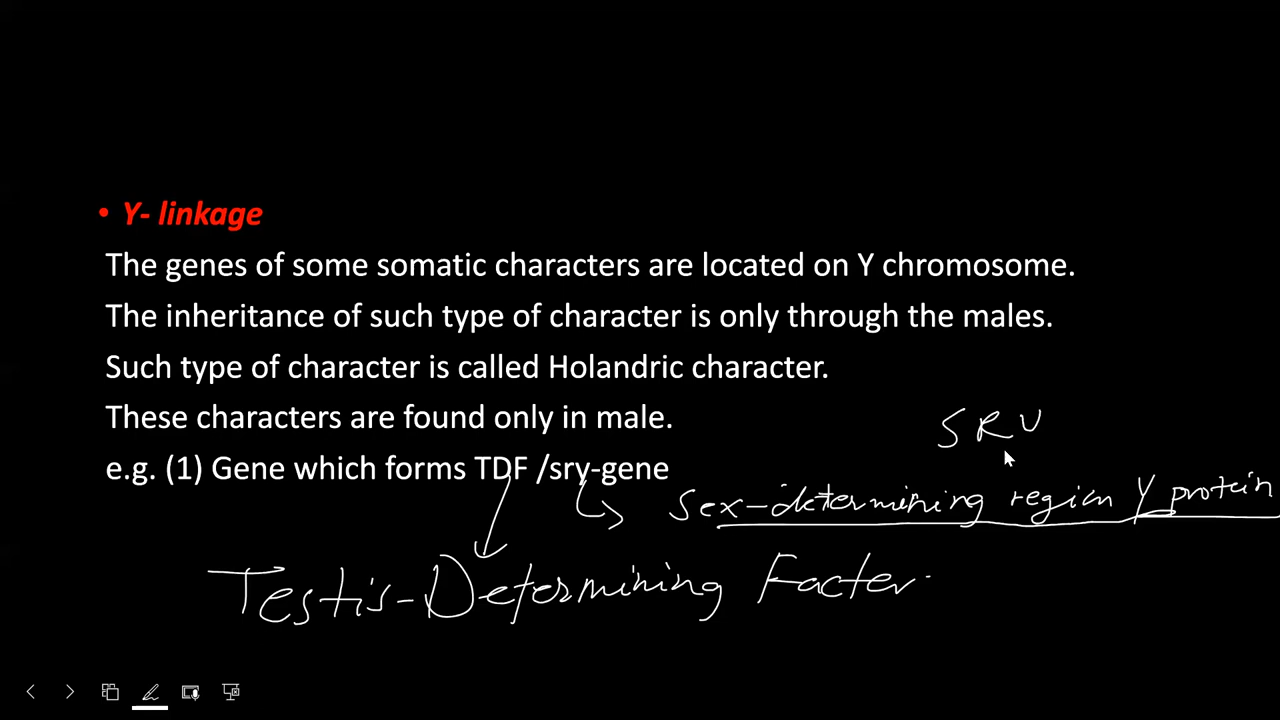 • Y- linkage
The genes of some somatic characters are located on Y chromosome.
The inheritance of such type of character is only through the males.
Such type of character is called Holandric character.
These characters are found only in male.
SRU
e.g. (1) Gene which forms TDF /sry-gene
Sex-determining region Y protein
Testis-Determining Facter